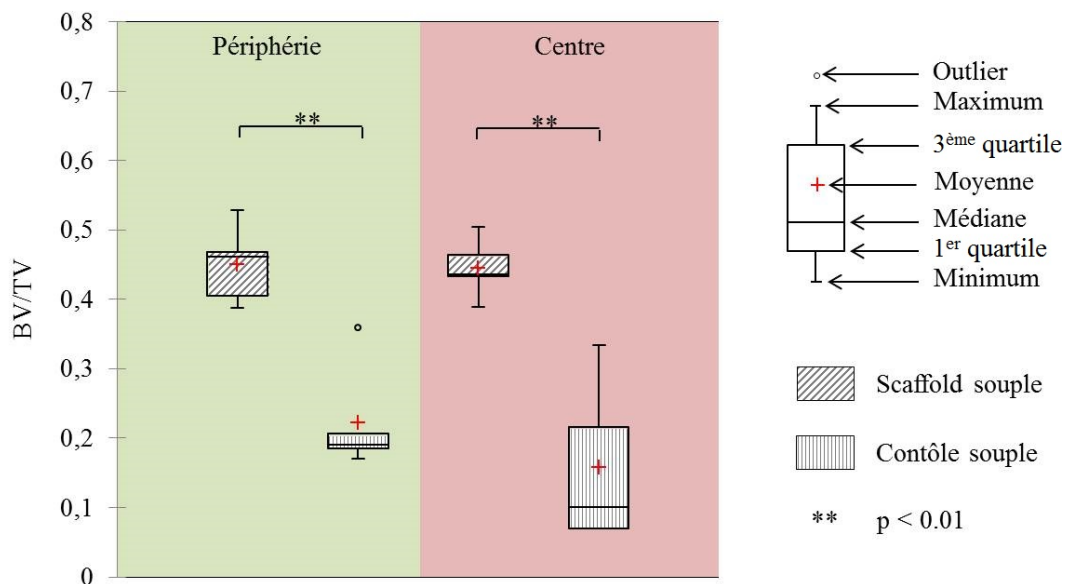 0,8
0,7
0,6
0,5
0,4
0,3
0,2
0,1
0
BV/TV
Périphérie
Centre
**
**
Outlier
Maximum
3ème quartile
Moyenne
Médiane
1er quartile
Minimum
Scaffold souple
Contôle souple
** p < 0.01